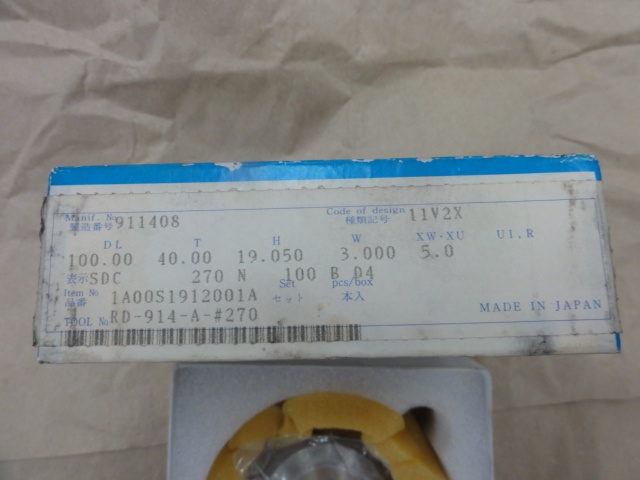 Manif. No 911408 Code of design 11V2X
製造番号 種類記号
DL T H W XW·XU U1.R
100.00 40.00 19.050 3.000 5.0
表示 SDC 270 N 100 B D4
Item No 1A00S1912001A Set pcs/box
品番 セット 本入
TOOL No RD-914-A-#270 MADE IN JAPAN